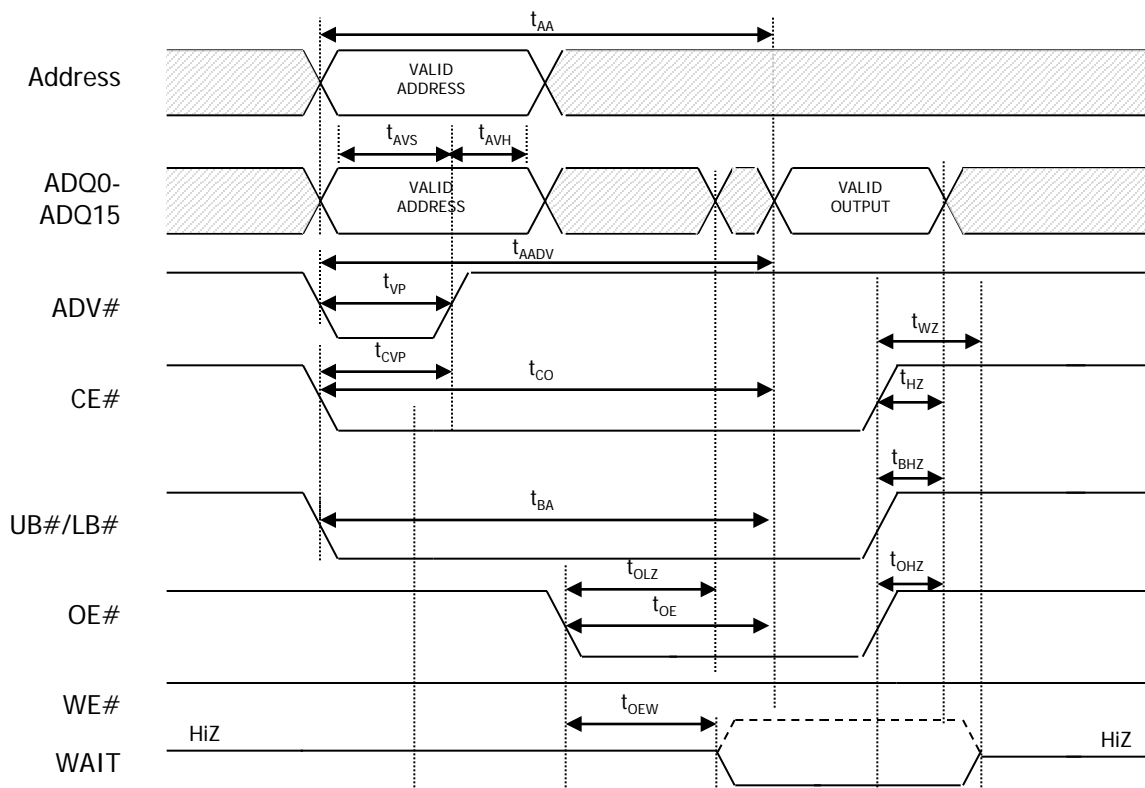 tAA
Address
VALID
ADDRESS
tAVS
tAVH
ADQ0-
ADQ15
VALID
ADDRESS
VALID
OUTPUT
tAADV
ADV#
tVP
tWZ
tCVP
tCO
CE#
tHZ
tBHZ
UB#/LB#
tBA
tOLZ
tOHZ
OE#
tOE
WE#
tOEW
HiZ
HiZ
WAIT